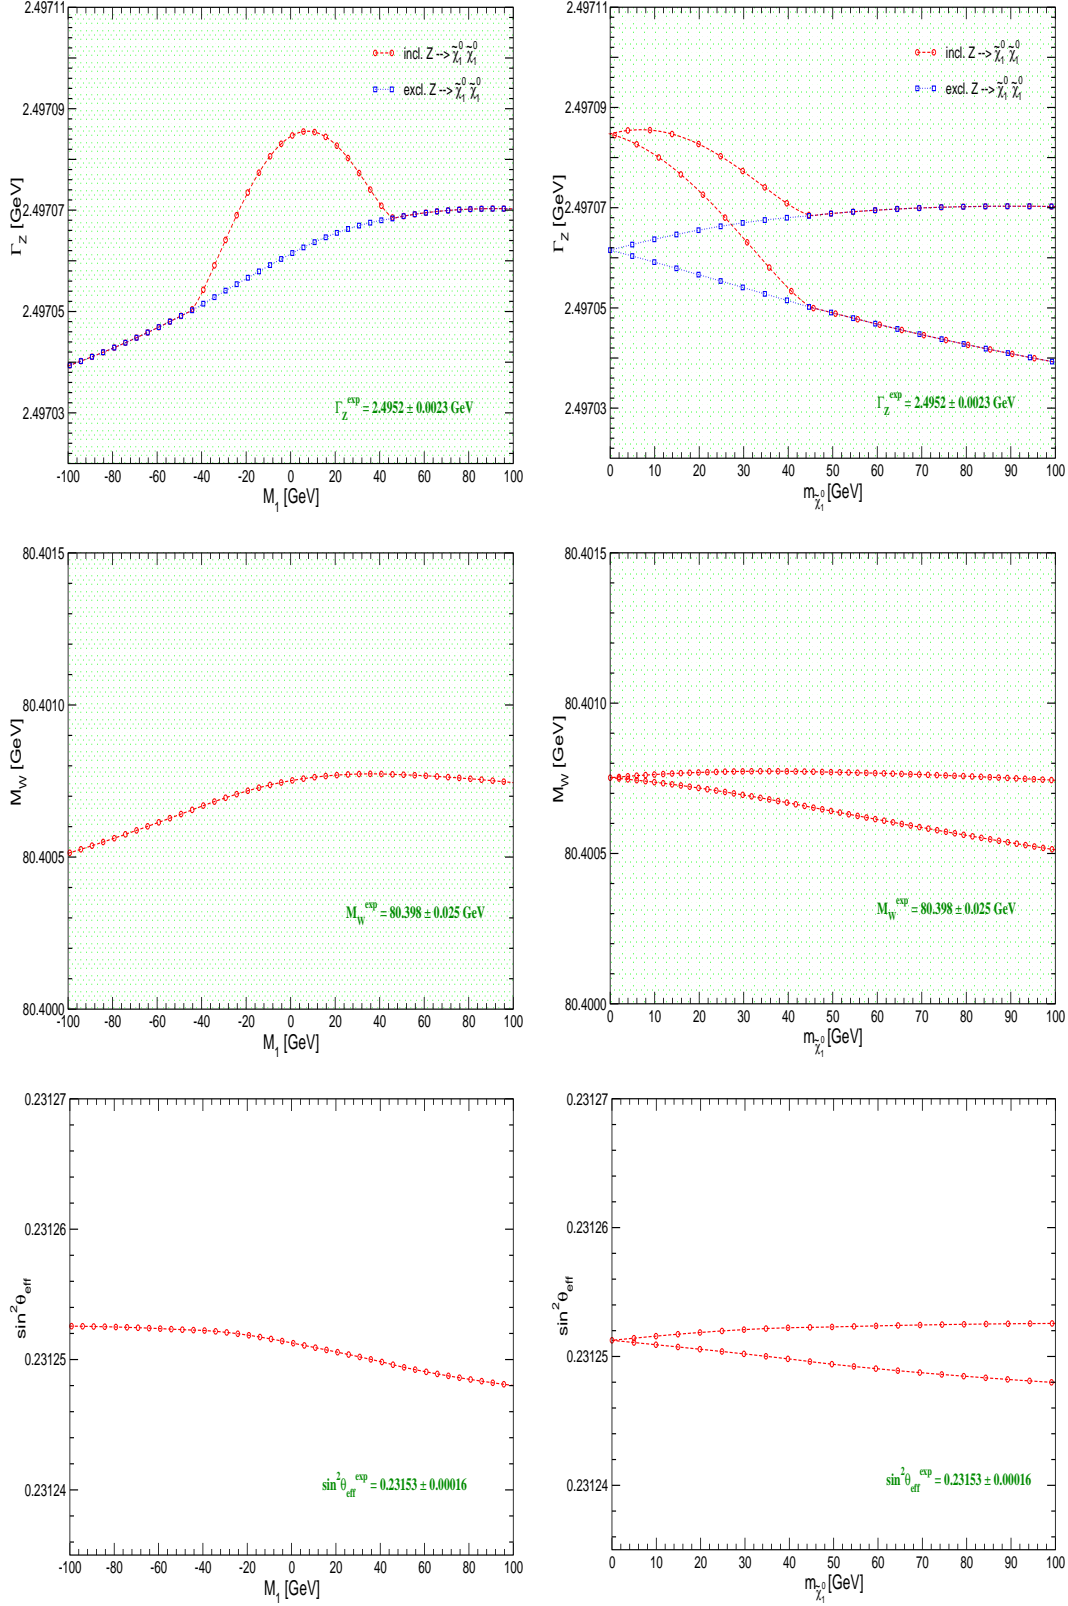 2.49711
2.49709
2.49707
2.49705
2.49703
Γ_Z [GeV]
incl. Z --> χ̃₁⁰ χ̃₁⁰
excl. Z --> χ̃₁⁰ χ̃₁⁰
Γ_Z^exp = 2.4952 ± 0.0023 GeV
-100 -80 -60 -40 -20 0 20 40 60 80 100
M₁ [GeV]
2.49711
2.49709
2.49707
2.49705
2.49703
Γ_Z [GeV]
incl. Z --> χ̃₁⁰ χ̃₁⁰
excl. Z --> χ̃₁⁰ χ̃₁⁰
Γ_Z^exp = 2.4952 ± 0.0023 GeV
0 10 20 30 40 50 60 70 80 90 100
m_χ̃₁⁰ [GeV]
80.4015
80.4010
80.4005
80.4000
M_W [GeV]
M_W^exp = 80.398 ± 0.025 GeV
-100 -80 -60 -40 -20 0 20 40 60 80 100
M₁ [GeV]
80.4015
80.4010
80.4005
80.4000
M_W [GeV]
M_W^exp = 80.398 ± 0.025 GeV
0 10 20 30 40 50 60 70 80 90 100
m_χ̃₁⁰ [GeV]
0.23127
0.23126
0.23125
0.23124
sin²θ_eff
sin²θ_eff^exp = 0.23153 ± 0.00016
-100 -80 -60 -40 -20 0 20 40 60 80 100
M₁ [GeV]
0.23127
0.23126
0.23125
0.23124
sin²θ_eff
sin²θ_eff^exp = 0.23153 ± 0.00016
0 10 20 30 40 50 60 70 80 90 100
m_χ̃₁⁰ [GeV]